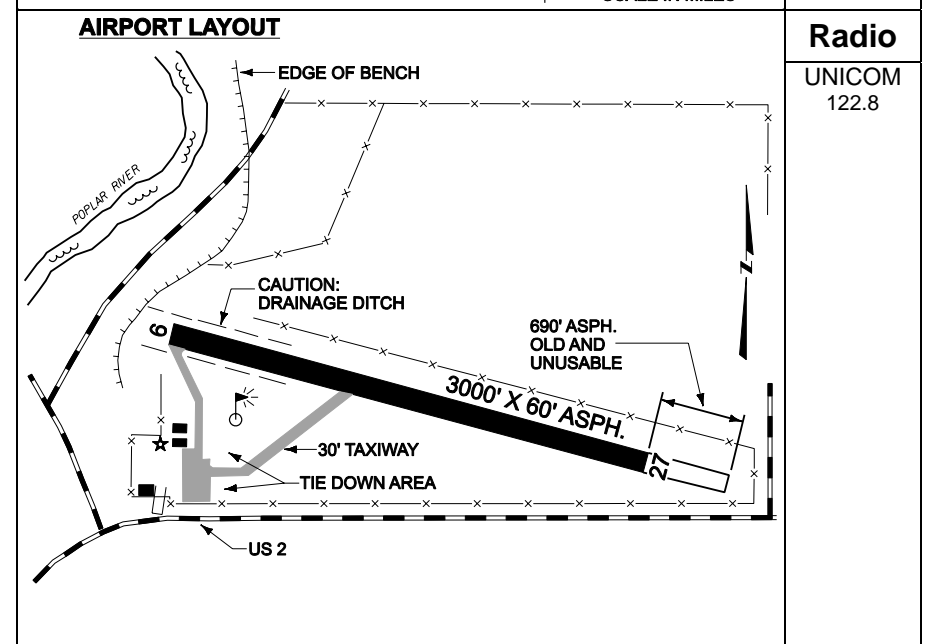 SCALE IN MILES
AIRPORT LAYOUT
Radio
UNICOM
122.8
EDGE OF BENCH
POPLAR RIVER
N
CAUTION:
DRAINAGE DITCH
690' ASPH.
OLD AND
UNUSABLE
9
3000' X 60' ASPH.
27
30' TAXIWAY
TIE DOWN AREA
US 2